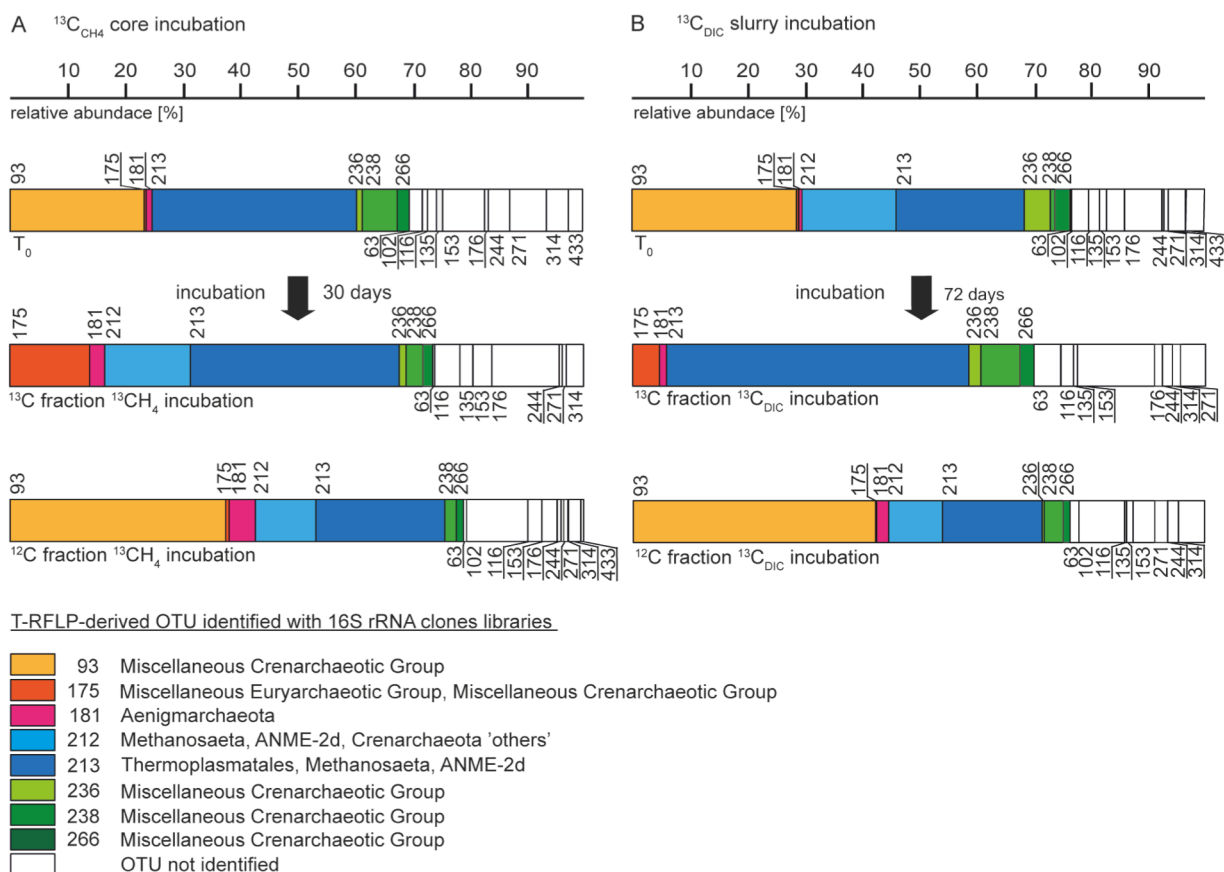 A ¹³C_CH4 core incubation
10 20 30 40 50 60 70 80 90
relative abundace [%]
93 175 181 213 236 238 266
63 102 116 135 153 176 244 271 314 433
T₀
incubation 30 days
175 181 212 213 236 238 266
63 116 135 153 176 244 271 314
¹³C fraction ¹³CH₄ incubation
93 175 181 212 213 238 266
63 102 116 153 176 244 271 314 433
¹²C fraction ¹³CH₄ incubation
B ¹³C_DIC slurry incubation
10 20 30 40 50 60 70 80 90
relative abundace [%]
93 175 181 212 213 236 238 266
63 102 116 135 153 176 244 271 314 433
T₀
incubation 72 days
175 181 213 236 238 266
63 116 135 153 176 244 314 271
¹³C fraction ¹³C_DIC incubation
93 175 181 212 213 236 238 266
63 102 116 135 153 271 244 314
¹²C fraction ¹³C_DIC incubation
T-RFLP-derived OTU identified with 16S rRNA clones libraries
93 Miscellaneous Crenarchaeotic Group
175 Miscellaneous Euryarchaeotic Group, Miscellaneous Crenarchaeotic Group
181 Aenigmarchaeota
212 Methanosaeta, ANME-2d, Crenarchaeota 'others'
213 Thermoplasmatales, Methanosaeta, ANME-2d
236 Miscellaneous Crenarchaeotic Group
238 Miscellaneous Crenarchaeotic Group
266 Miscellaneous Crenarchaeotic Group
OTU not identified